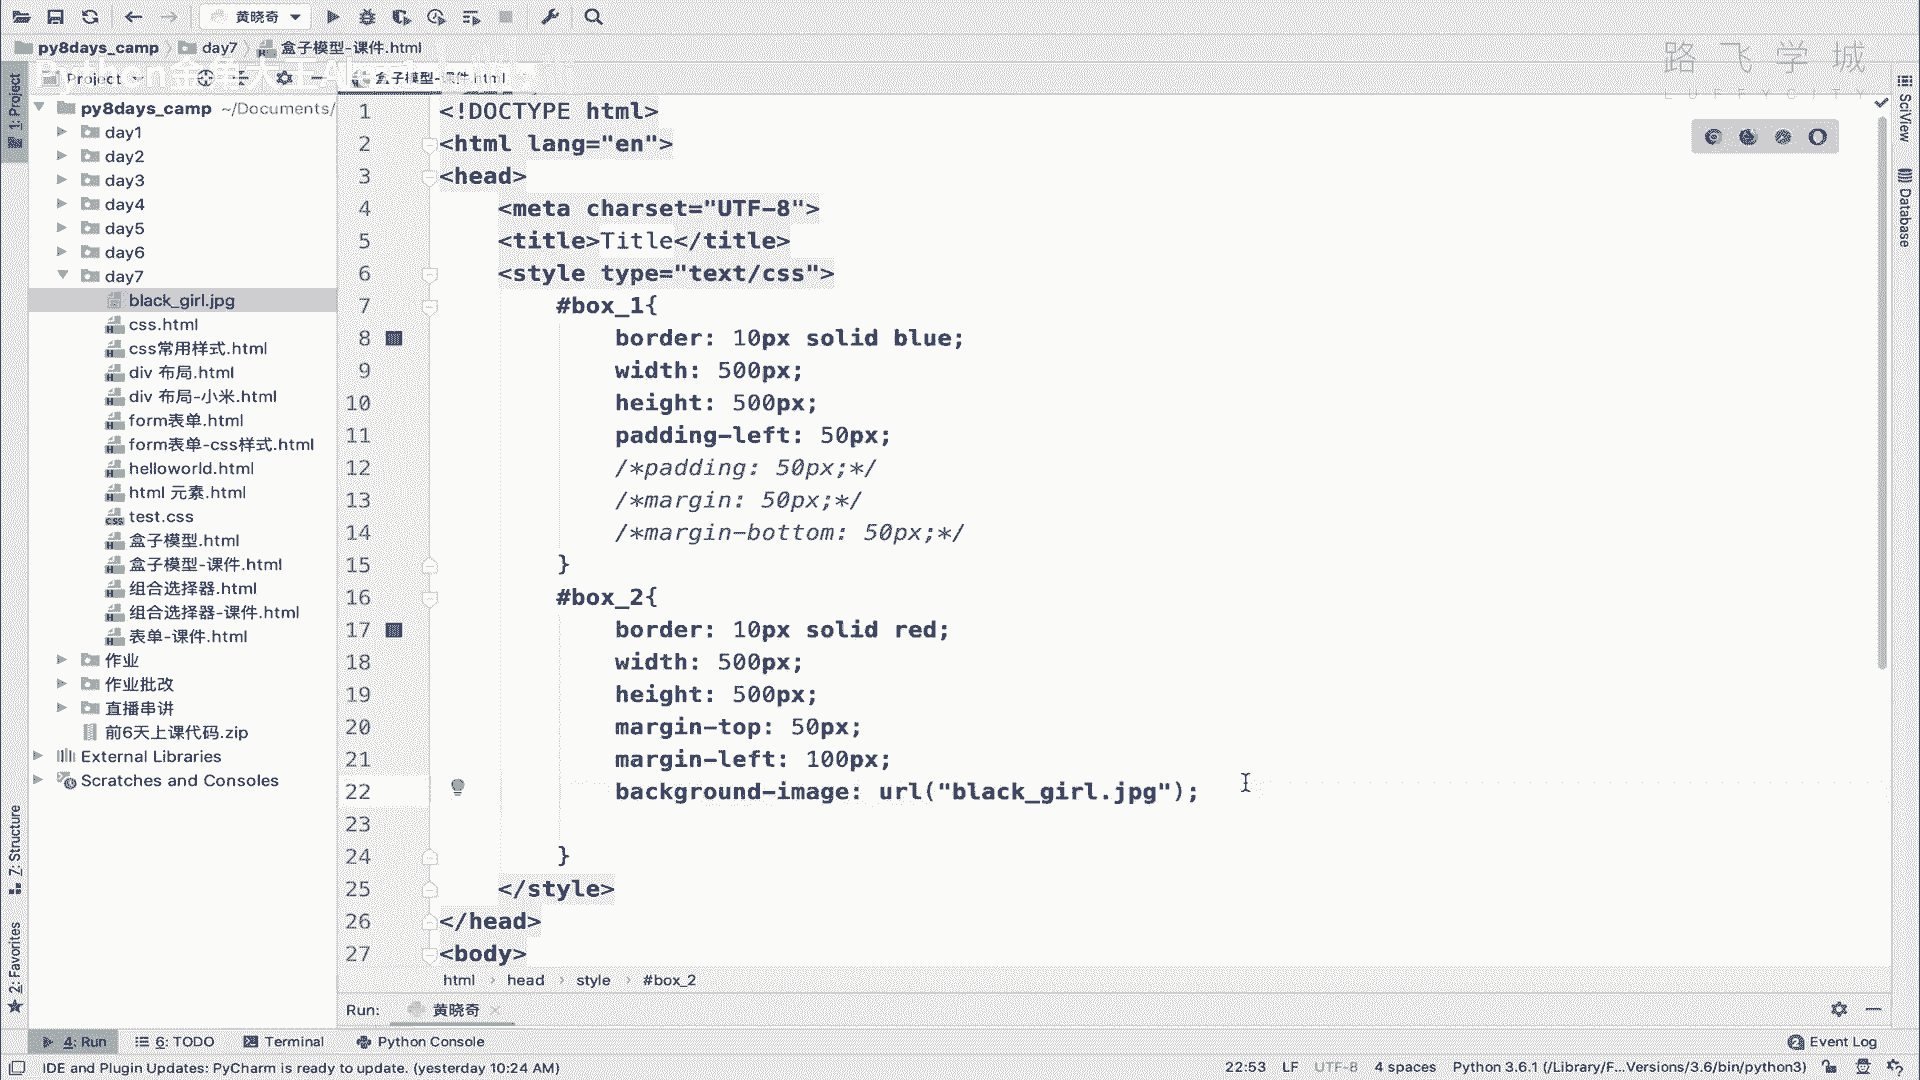 黄晓奇
py8days_camp day7 盒子模型-课件.html
路飞学城
LUFFYCITY
Project
盒子模型-课件.html
1: Project
py8days_camp ~/Documents/
day1
day2
day3
day4
day5
day6
day7
black_girl.jpg
css.html
css常用样式.html
div 布局.html
div 布局-小米.html
form表单.html
form表单-css样式.html
helloworld.html
html 元素.html
test.css
盒子模型.html
盒子模型-课件.html
组合选择器.html
组合选择器-课件.html
表单-课件.html
作业
作业批改
直播串讲
前6天上课代码.zip
External Libraries
Scratches and Consoles
7: Structure
2: Favorites
1 <!DOCTYPE html>
2 <html lang="en">
3 <head>
4 <meta charset="UTF-8">
5 <title>Title</title>
6 <style type="text/css">
7 #box_1{
8 border: 10px solid blue;
9 width: 500px;
10 height: 500px;
11 padding-left: 50px;
12 /*padding: 50px;*/
13 /*margin: 50px;*/
14 /*margin-bottom: 50px;*/
15 }
16 #box_2{
17 border: 10px solid red;
18 width: 500px;
19 height: 500px;
20 margin-top: 50px;
21 margin-left: 100px;
22 background-image: url("black_girl.jpg");
23
24 }
25 </style>
26 </head>
27 <body>
SciView
Database
html › head › style › #box_2
Run: 黄晓奇
4: Run 6: TODO Terminal Python Console Event Log
IDE and Plugin Updates: PyCharm is ready to update. (yesterday 10:24 AM) 22:53 LF UTF-8 4 spaces Python 3.6.1 (/Library/F...Versions/3.6/bin/python3)